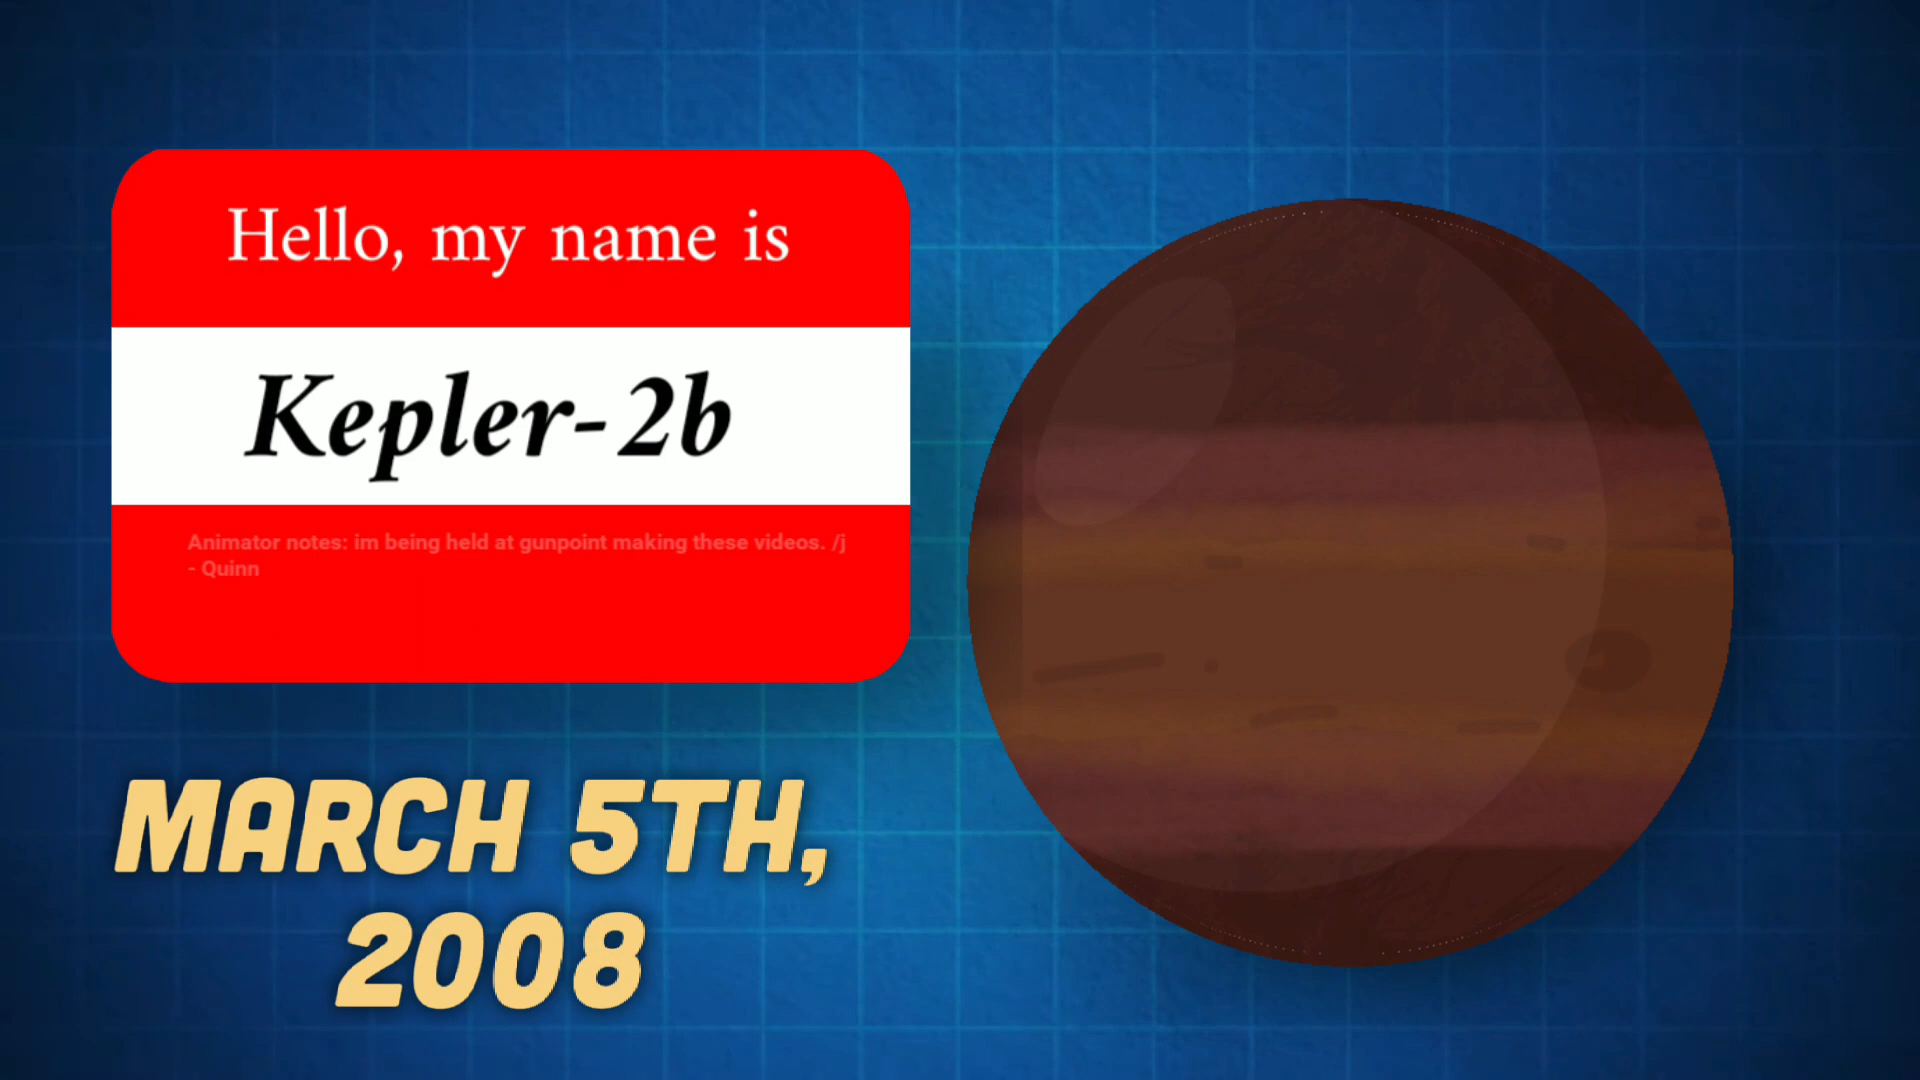 Hello, my name is
Kepler-2b
Animator notes: im being held at gunpoint making these videos. /j
- Quinn
MARCH 5TH,
2008